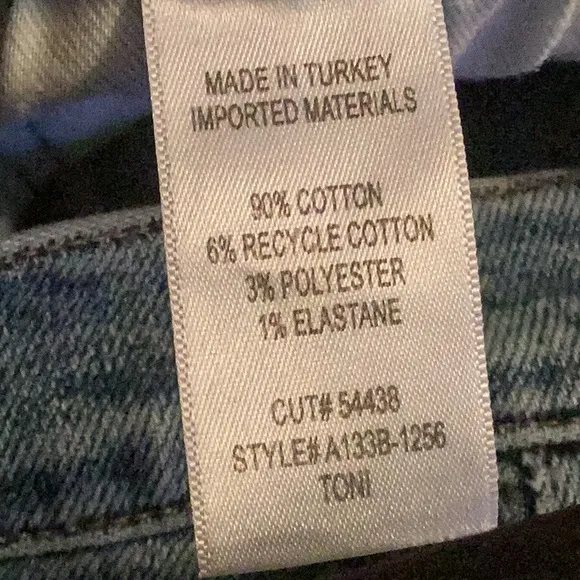 MADE IN TURKEY
IMPORTED MATERIALS
90% COTTON
6% RECYCLE COTTON
3% POLYESTER
1% ELASTANE
CUT# 54438
STYLE# A133B-1256
TONI